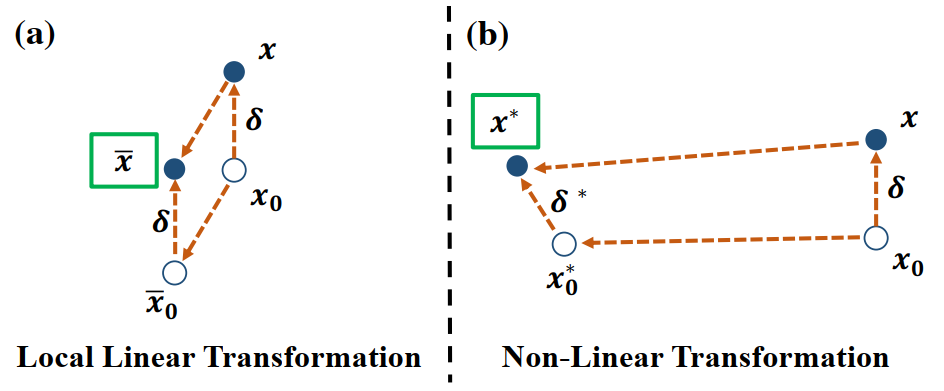 (a)
x
δ
x̄
x₀
δ
x̄₀
Local Linear Transformation
(b)
x*
x
δ *
δ
x₀*
x₀
Non-Linear Transformation